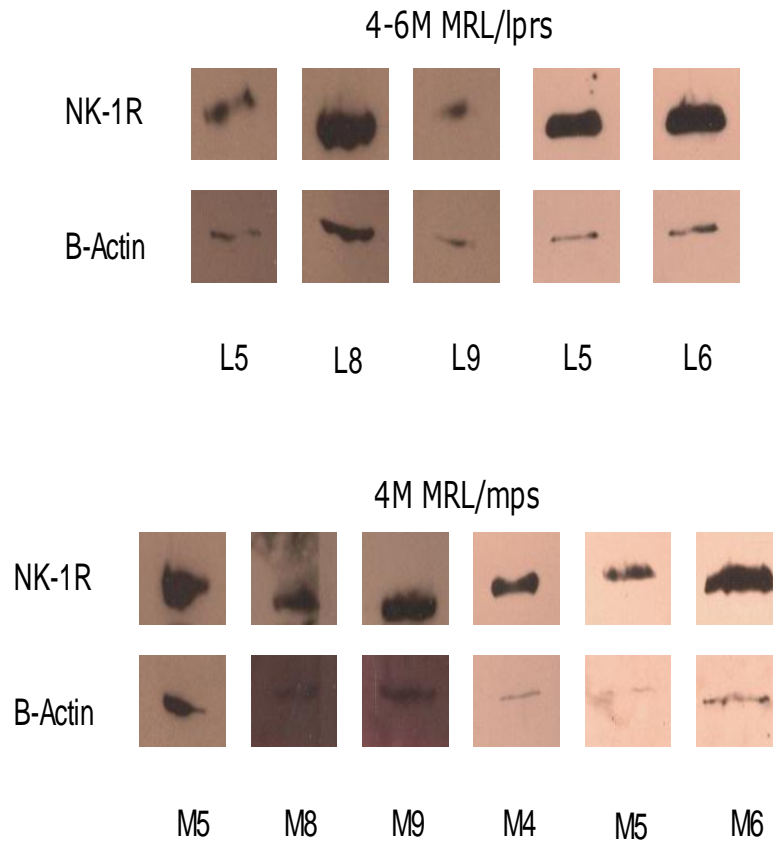 4-6M MRL/lprs
NK-1R
B-Actin
L5 L8 L9 L5 L6
4M MRL/mps
NK-1R
B-Actin
M5 M8 M9 M4 M5 M6